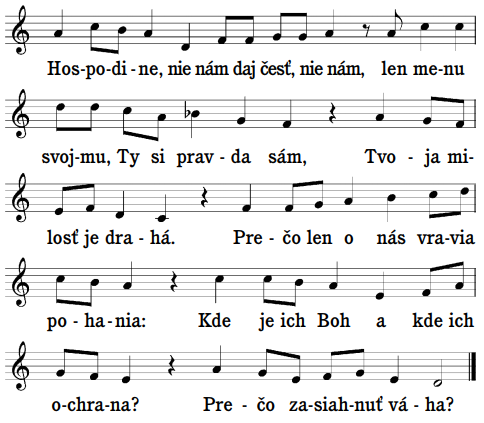 Hos-po-di-ne, nie nám daj česť, nie nám, len me-nu
svoj-mu, Ty si prav-da sám, Tvo-ja mi-
losť je dra-há. Pre-čo len o nás vra-via
po-ha-nia: Kde je ich Boh a kde ich
o-chra-na? Pre-čo za-siah-nuť vá-ha?